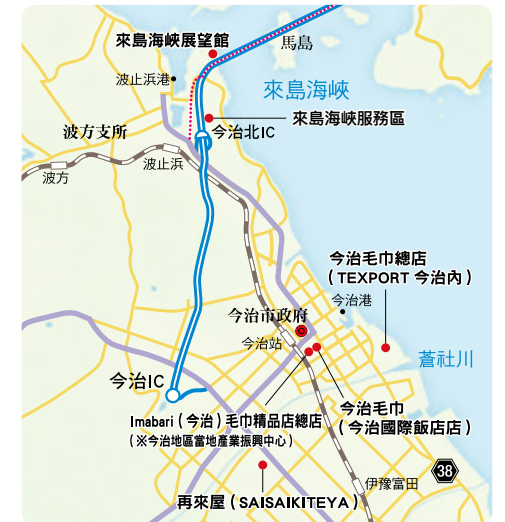 來島海峽展望館
馬島
波止浜港
來島海峽
來島海峽服務區
波方支所
今治北IC
波止浜
波方
今治毛巾總店
（TEXPORT 今治內）
今治港
今治市政府
今治站
蒼社川
今治IC
今治毛巾
（今治國際飯店店）
Imabari（今治）毛巾精品店總店
（※今治地區當地產業振興中心）
38
伊豫富田
再來屋（SAISAIKITEYA）